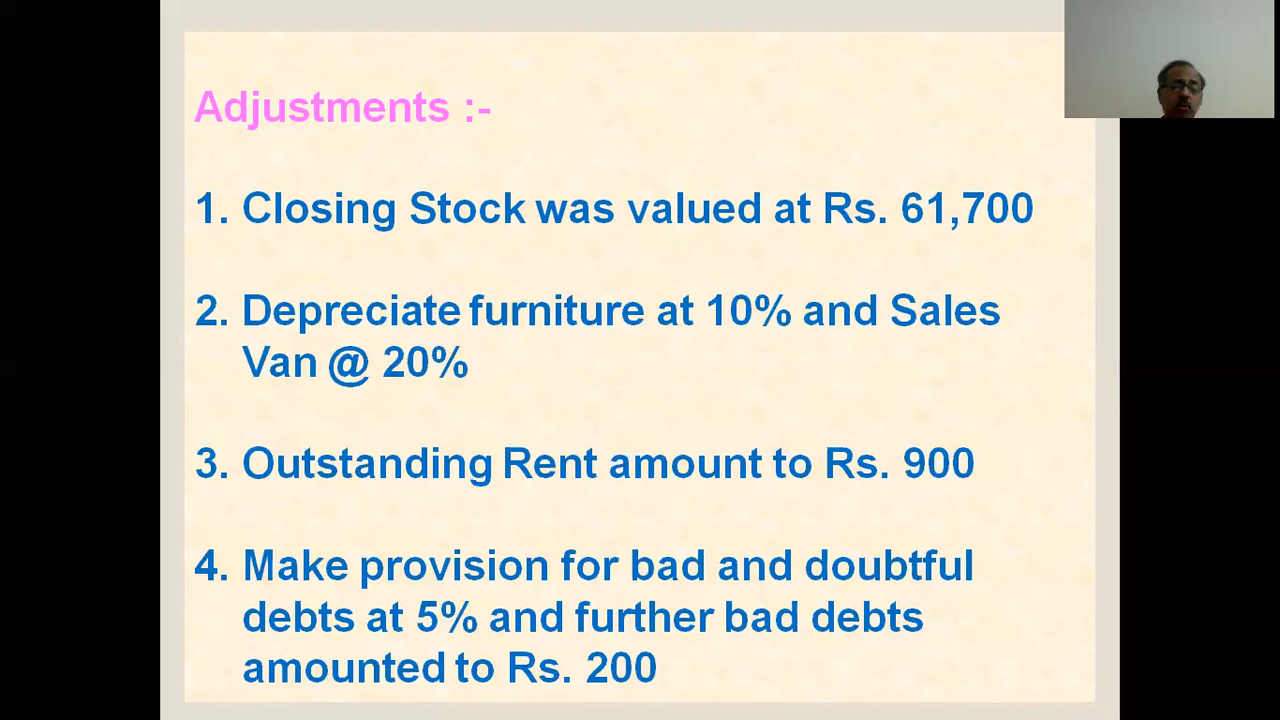 Adjustments :-
1. Closing Stock was valued at Rs. 61,700
2. Depreciate furniture at 10% and Sales
Van @ 20%
3. Outstanding Rent amount to Rs. 900
4. Make provision for bad and doubtful
debts at 5% and further bad debts
amounted to Rs. 200